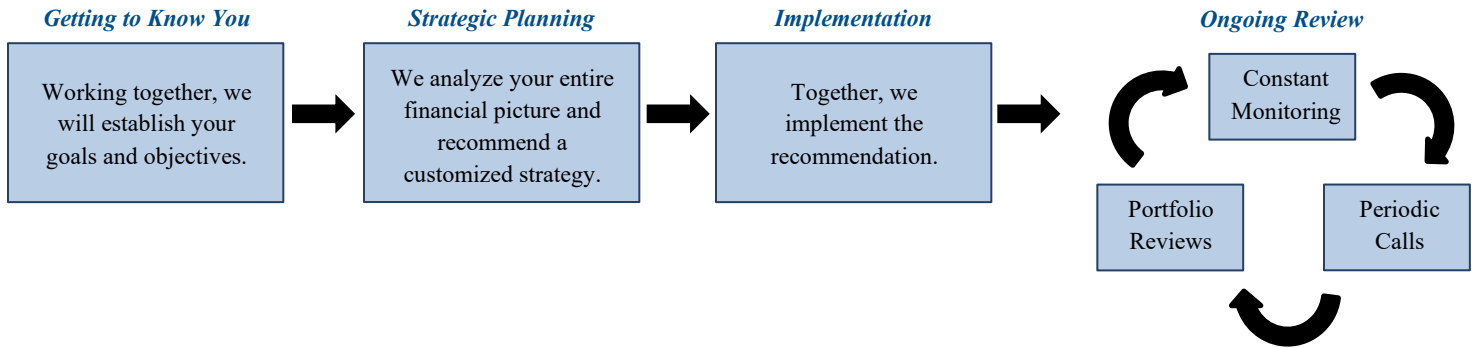 Getting to Know You
Working together, we
will establish your
goals and objectives.
Strategic Planning
We analyze your entire
financial picture and
recommend a
customized strategy.
Implementation
Together, we
implement the
recommendation.
Ongoing Review
Constant
Monitoring
Periodic
Calls
Portfolio
Reviews